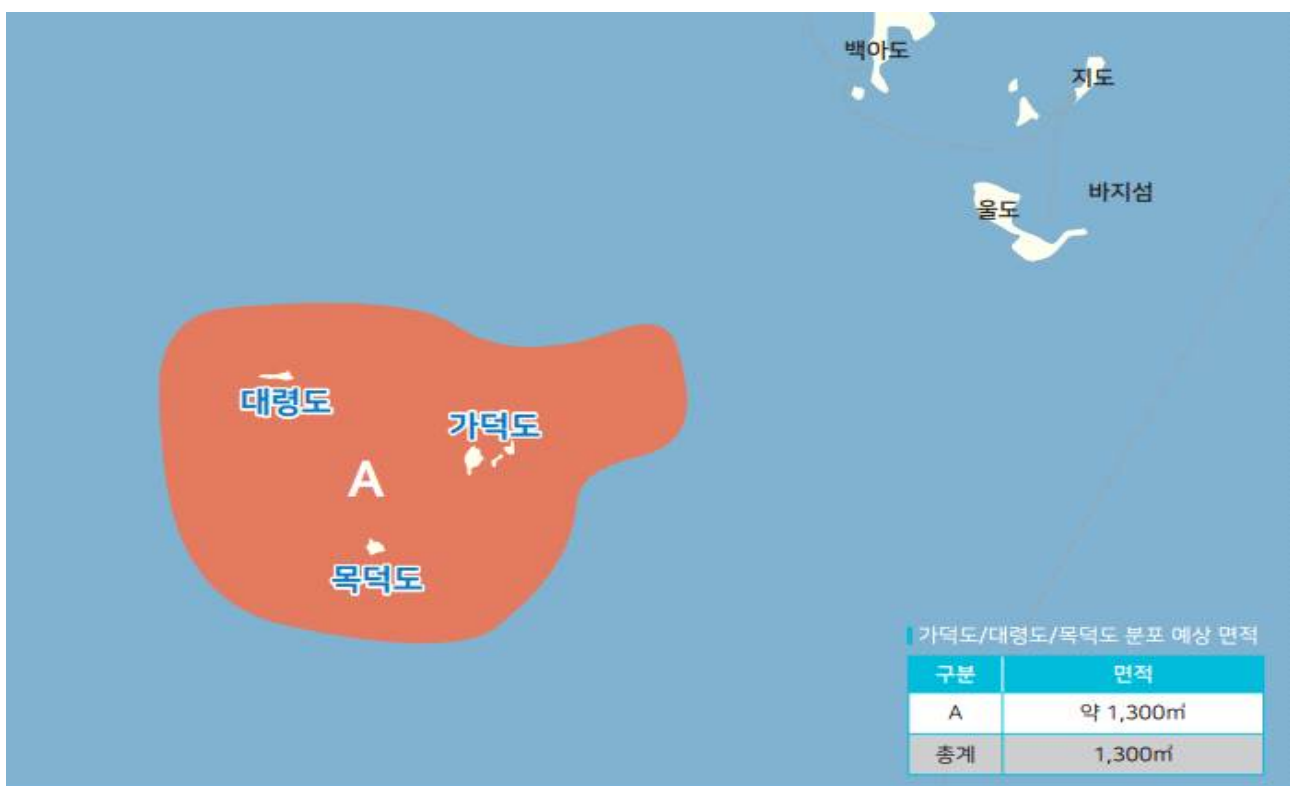 백아도
지도
바지섬
울도
대령도
가덕도
A
목덕도
가덕도/대령도/목덕도 분포 예상 면적
구분 면적
A 약 1,300㎡
총계 1,300㎡